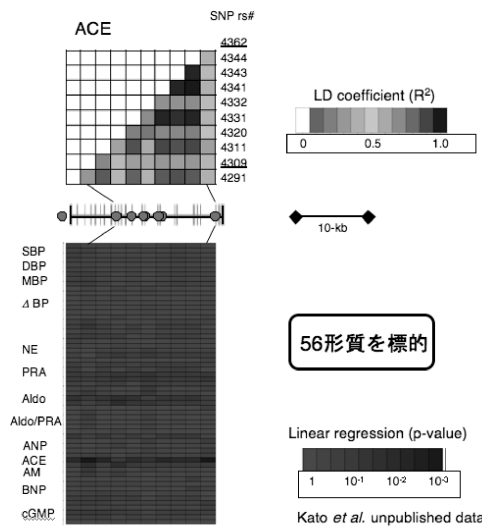 SNP rs#
ACE
4362
4344
4343
4341
4332
4331
4320
4311
4309
4291
LD coefficient (R²)
0 0.5 1.0
10-kb
SBP
DBP
MBP
Δ BP
NE
PRA
Aldo
Aldo/PRA
ANP
ACE
AM
BNP
cGMP
56形質を標的
Linear regression (p-value)
1 10⁻¹ 10⁻² 10⁻³
Kato et al. unpublished data